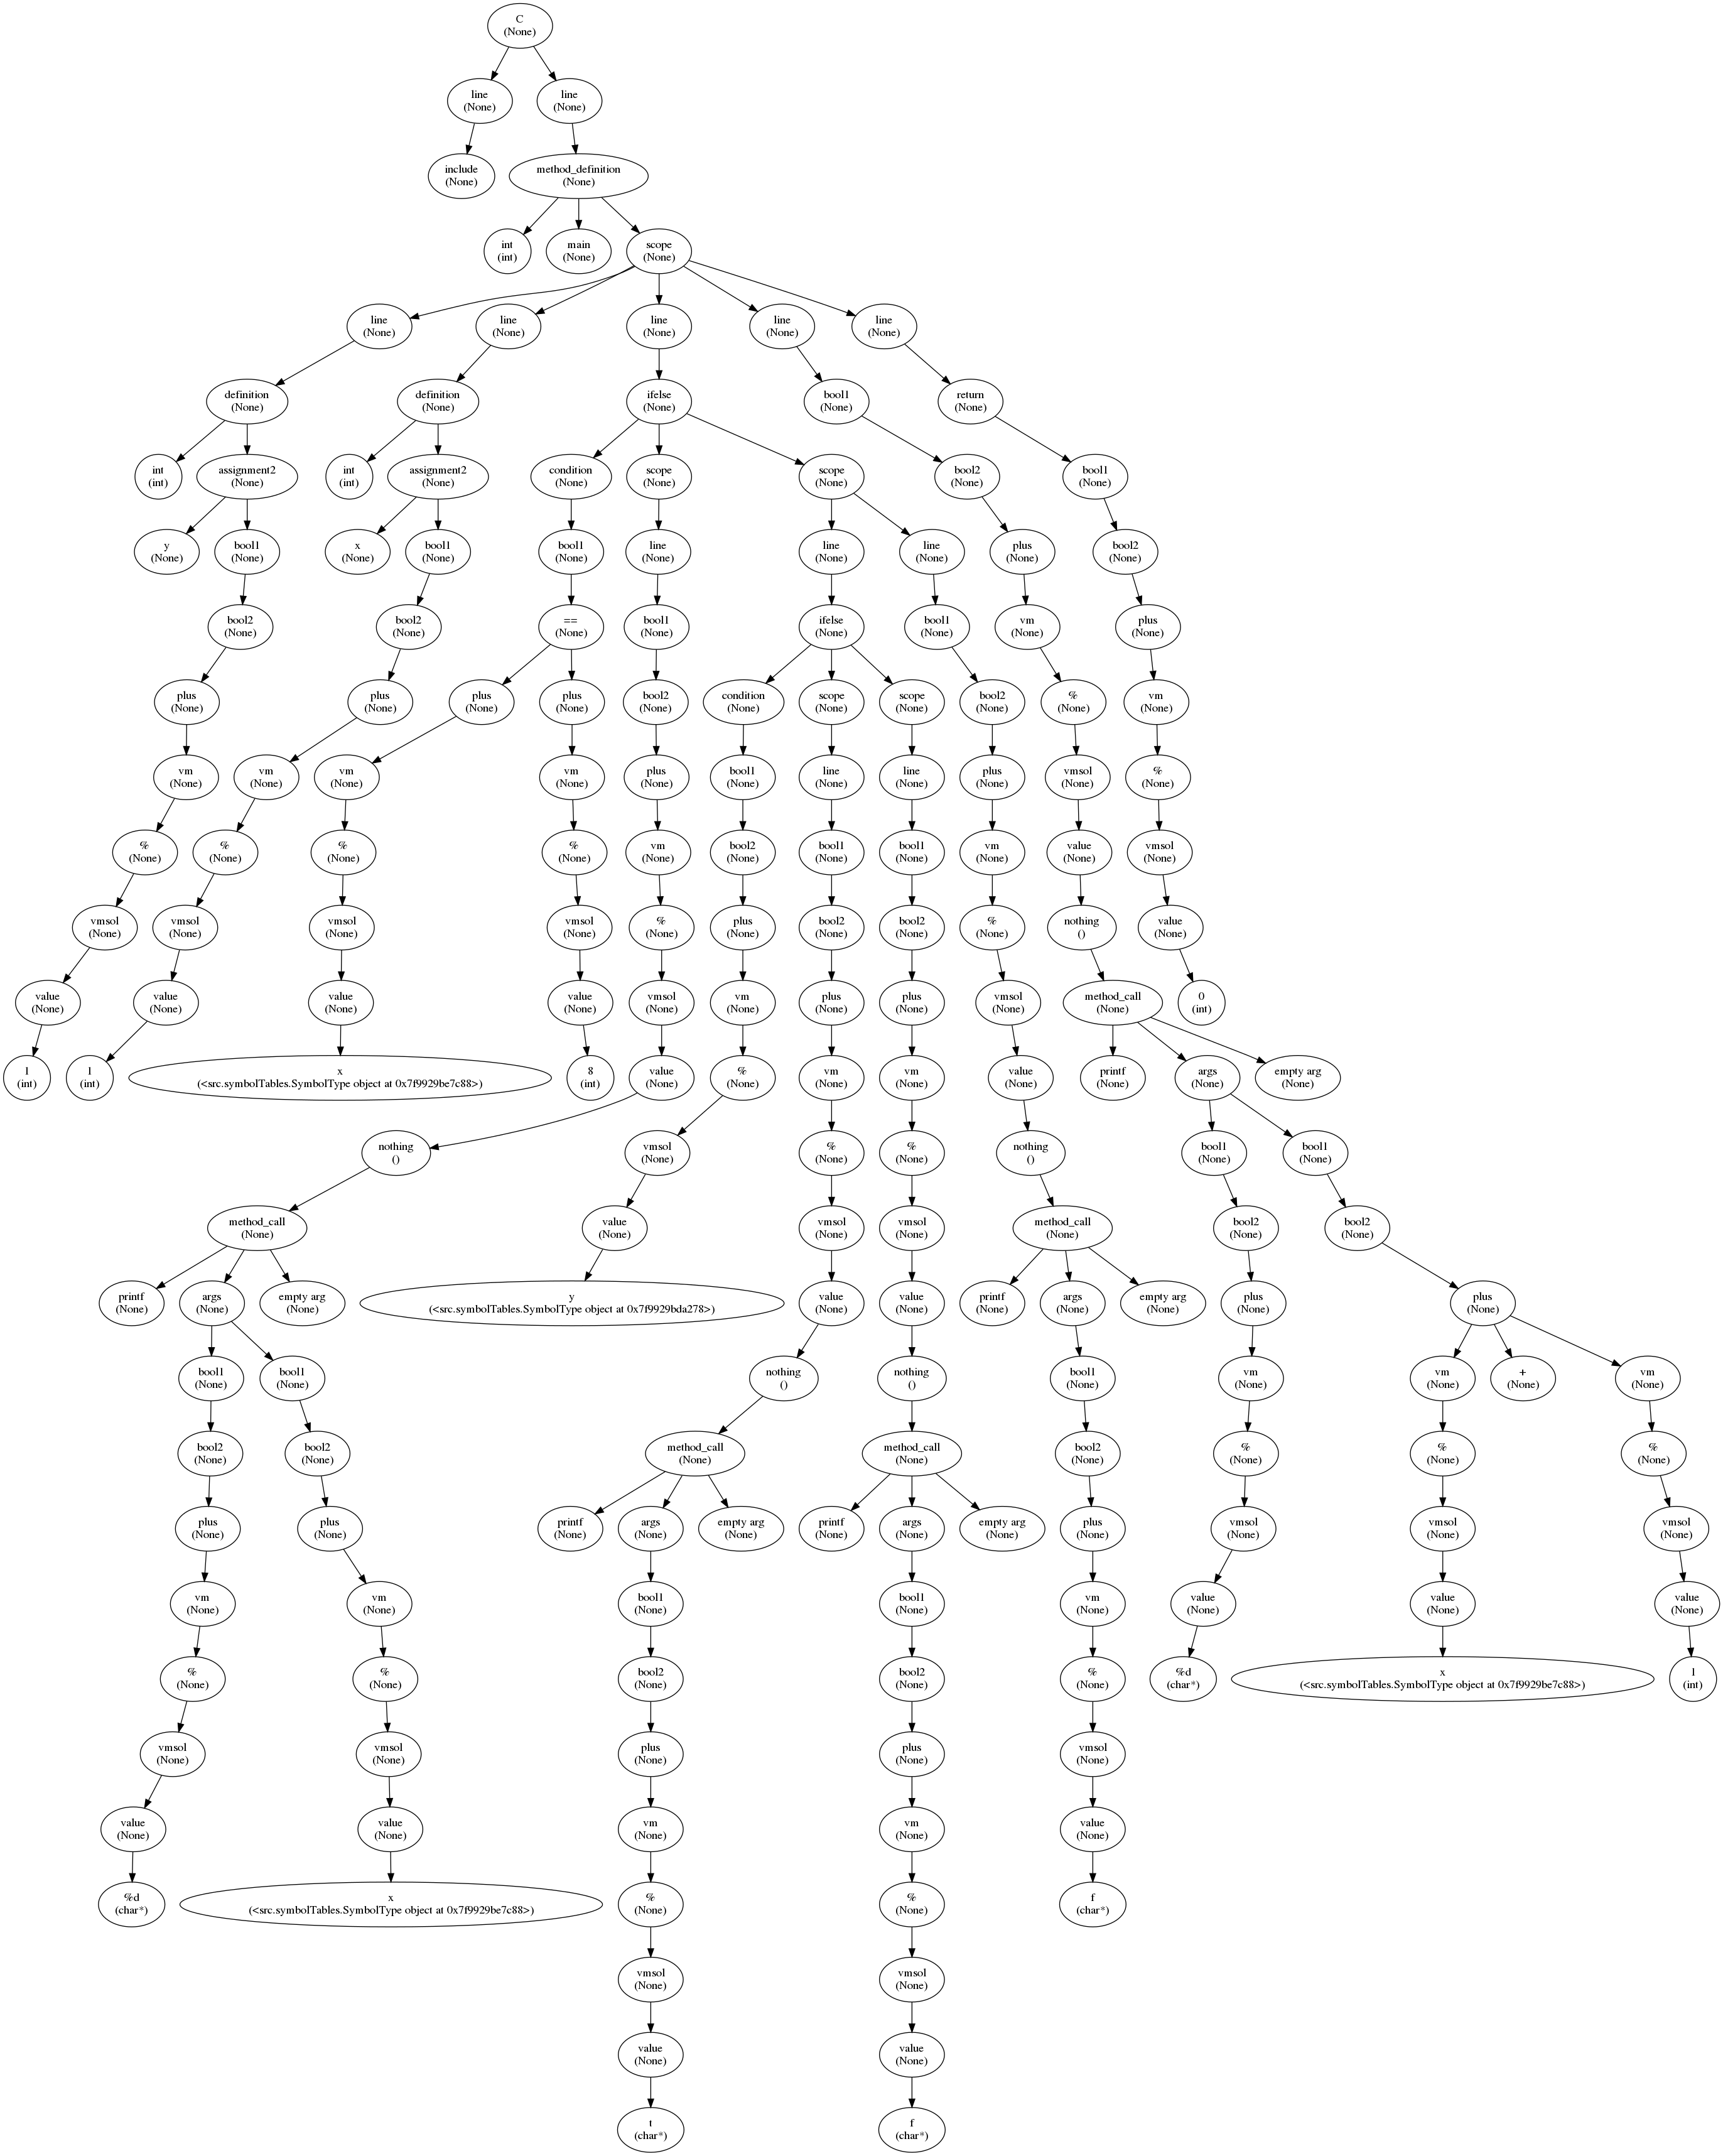 C
(None)
line line
(None) (None)
include method_definition
(None) (None)
int main scope
(int) (None) (None)
line line line line line
(None) (None) (None) (None) (None)
definition definition ifelse bool1 return
(None) (None) (None) (None) (None)
int assignment2 int assignment2 condition scope scope bool2 bool1
(int) (None) (int) (None) (None) (None) (None) (None) (None)
y bool1 x bool1 bool1 line line line plus bool2
(None) (None) (None) (None) (None) (None) (None) (None) (None) (None)
bool2 bool2 == bool1 ifelse bool1 vm plus
(None) (None) (None) (None) (None) (None) (None) (None)
plus plus plus plus bool2 condition scope scope bool2 % vm
(None) (None) (None) (None) (None) (None) (None) (None) (None) (None) (None)
vm vm vm vm plus bool1 line line plus vmsol %
(None) (None) (None) (None) (None) (None) (None) (None) (None) (None) (None)
% % % % vm bool2 bool1 bool1 vm value vmsol
(None) (None) (None) (None) (None) (None) (None) (None) (None) (None) (None)
vmsol vmsol vmsol vmsol % plus bool2 bool2 % nothing value
(None) (None) (None) (None) (None) (None) (None) (None) (None) () (None)
value value value value vmsol vm plus plus vmsol method_call 0
(None) (None) (None) (None) (None) (None) (None) (None) (None) (None) (int)
1 1 x 8 value % vm vm value printf args empty arg
(int) (int) (<src.symbolTables.SymbolType object at 0x7f9929be7c88>) (int) (None) (None) (None) (None) (None) (None) (None) (None)
nothing vmsol % % nothing bool1 bool1
() (None) (None) (None) () (None) (None)
method_call value vmsol vmsol method_call bool2 bool2
(None) (None) (None) (None) (None) (None) (None)
printf args empty arg y value value printf args empty arg plus plus
(None) (None) (None) (<src.symbolTables.SymbolType object at 0x7f9929bda278>) (None) (None) (None) (None) (None) (None) (None)
bool1 bool1 nothing nothing bool1 vm vm + vm
(None) (None) () () (None) (None) (None) (None) (None)
bool2 bool2 method_call method_call bool2 % % %
(None) (None) (None) (None) (None) (None) (None) (None)
plus plus printf args empty arg printf args empty arg plus vmsol vmsol vmsol
(None) (None) (None) (None) (None) (None) (None) (None) (None) (None) (None) (None)
vm vm bool1 bool1 vm value value value
(None) (None) (None) (None) (None) (None) (None) (None)
% % bool2 bool2 % %d x 1
(None) (None) (None) (None) (None) (char*) (<src.symbolTables.SymbolType object at 0x7f9929be7c88>) (int)
vmsol vmsol plus plus vmsol
(None) (None) (None) (None) (None)
value value vm vm value
(None) (None) (None) (None) (None)
%d x % % f
(char*) (<src.symbolTables.SymbolType object at 0x7f9929be7c88>) (None) (None) (char*)
vmsol vmsol
(None) (None)
value value
(None) (None)
t f
(char*) (char*)